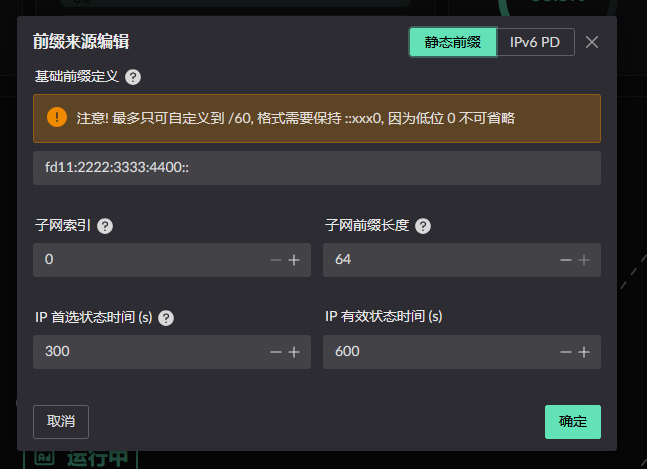 前缀来源编辑
静态前缀
IPv6 PD
基础前缀定义 ?
注意! 最多只可自定义到 /60, 格式需要保持 ::xxx0, 因为低位 0 不可省略
fd11:2222:3333:4400::
子网索引 ?
子网前缀长度 ?
0
64
IP 首选状态时间 (s) ?
IP 有效状态时间 (s)
300
600
取消
确定
运行中